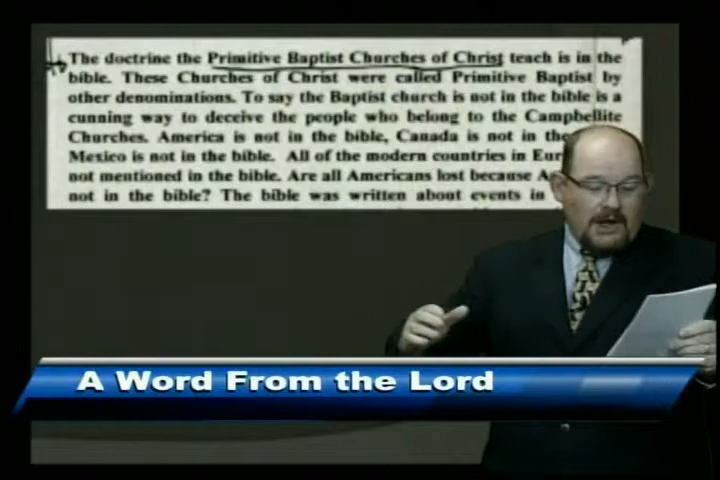 The doctrine the Primitive Baptist Churches of Christ teach is in the
bible. These Churches of Christ were called Primitive Baptist by
other denominations. To say the Baptist church is not in the bible is a
cunning way to deceive the people who belong to the Campbellite
Churches. America is not in the bible, Canada is not in the
Mexico is not in the bible. All of the modern countries in Eur
not mentioned in the bible. Are all Americans lost because A
not in the bible? The bible was written about events in
A Word From the Lord